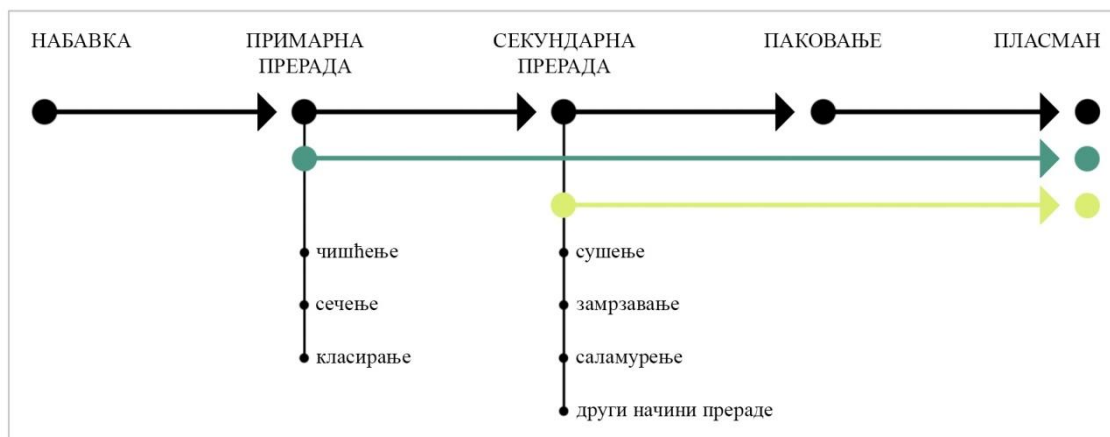 НАБАВКА
ПРИМАРНА
ПРЕРАДА
СЕКУНДАРНА
ПРЕРАДА
ПАКОВАЊЕ
ПЛАСМАН
чишћење
сечење
класирање
сушење
замрзавање
саламурење
други начини прераде